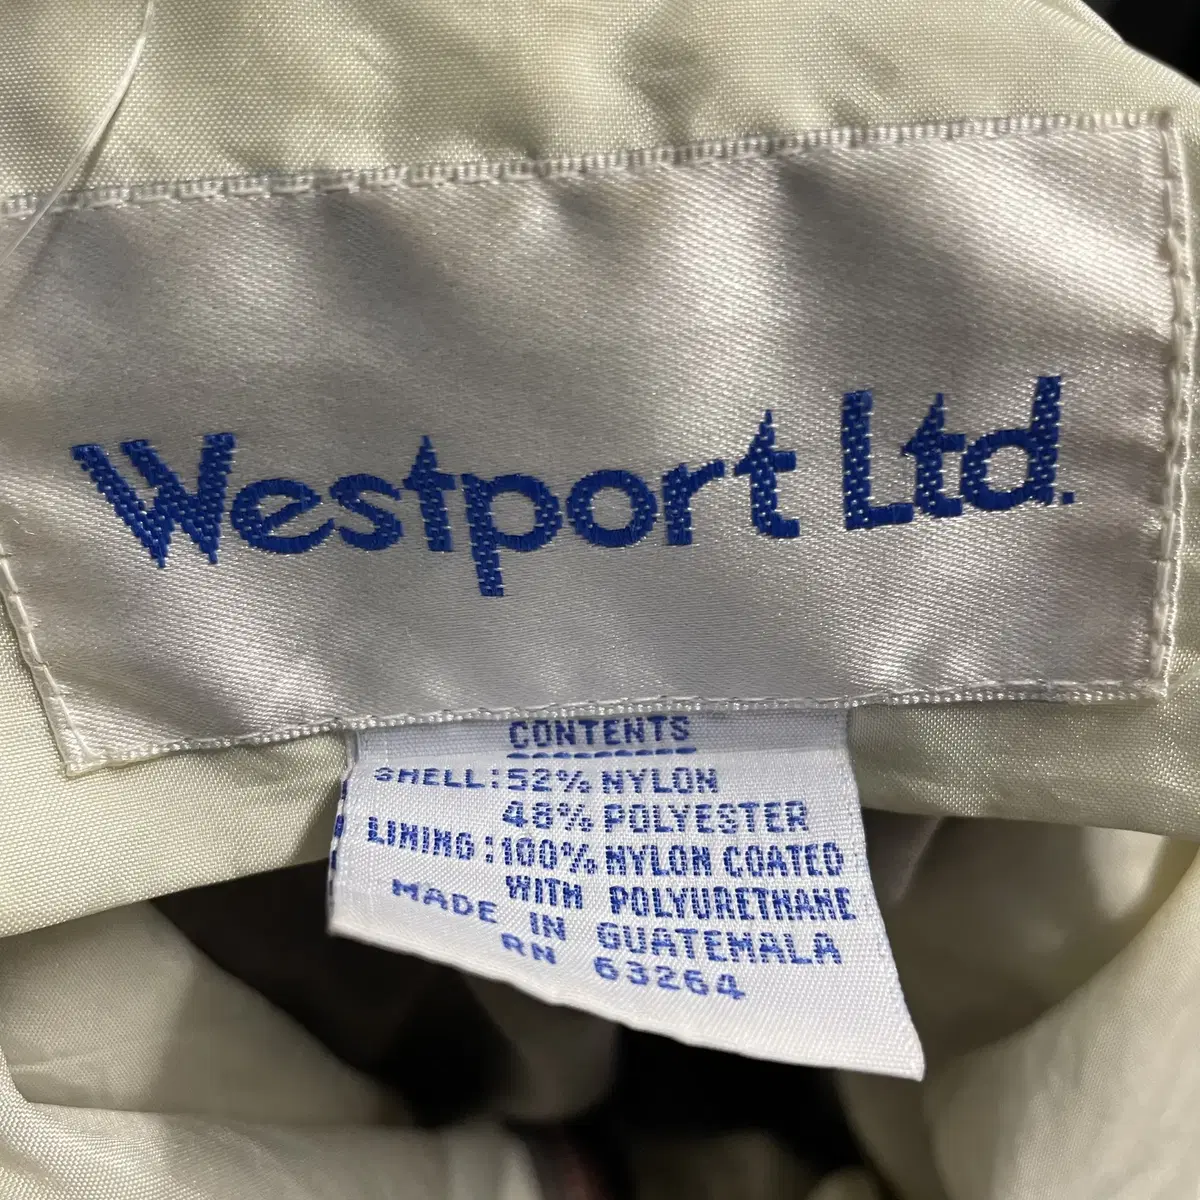 Westport Ltd.
CONTENTS
SHELL:52% NYLON
48% POLYESTER
LINING:100% NYLON COATED
WITH POLYURETHANE
MADE IN GUATEMALA
RN 63264